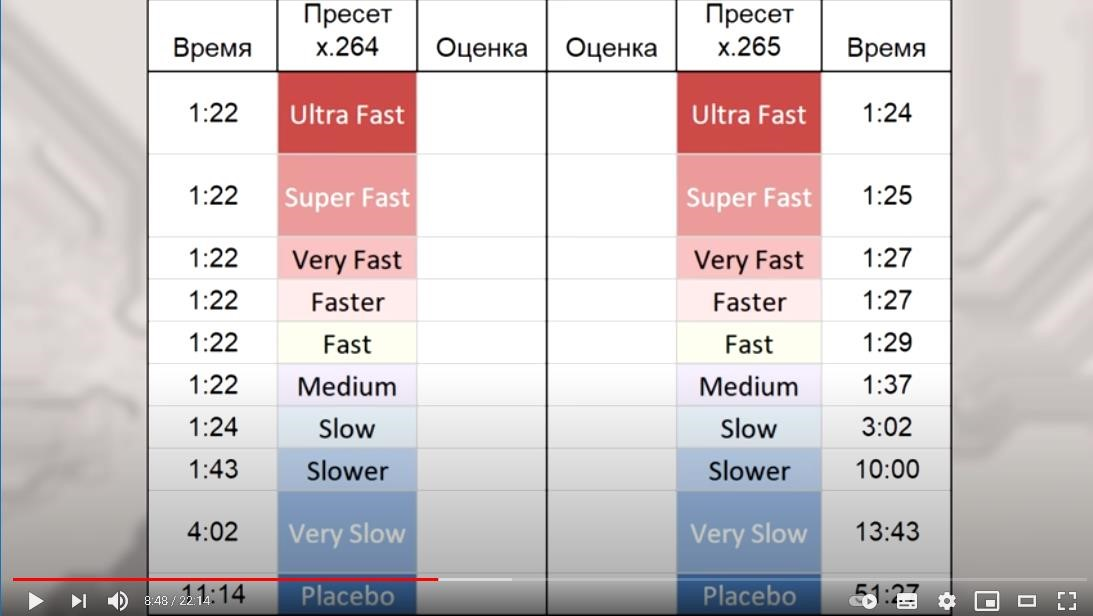 Время Пресет x.264 Оценка Оценка Пресет x.265 Время
1:22 Ultra Fast Ultra Fast 1:24
1:22 Super Fast Super Fast 1:25
1:22 Very Fast Very Fast 1:27
1:22 Faster Faster 1:27
1:22 Fast Fast 1:29
1:22 Medium Medium 1:37
1:24 Slow Slow 3:02
1:43 Slower Slower 10:00
4:02 Very Slow Very Slow 13:43
11:14 Placebo Placebo 51:27
8:48 / 22:14